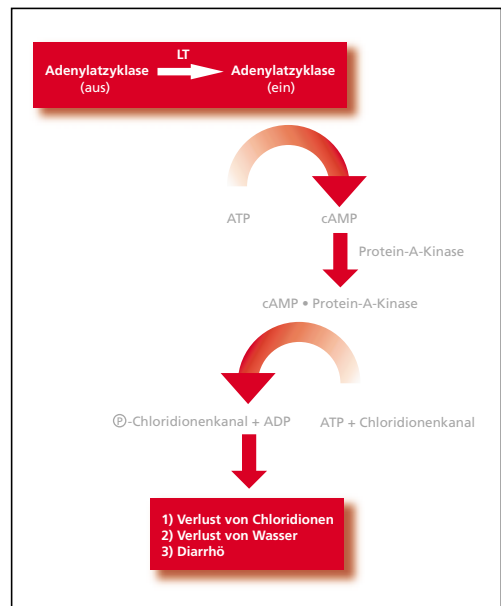 LT
Adenylatzyklase Adenylatzyklase
(aus) (ein)
ATP cAMP
Protein-A-Kinase
cAMP • Protein-A-Kinase
Ⓟ-Chloridionenkanal + ADP ATP + Chloridionenkanal
1) Verlust von Chloridionen
2) Verlust von Wasser
3) Diarrhö